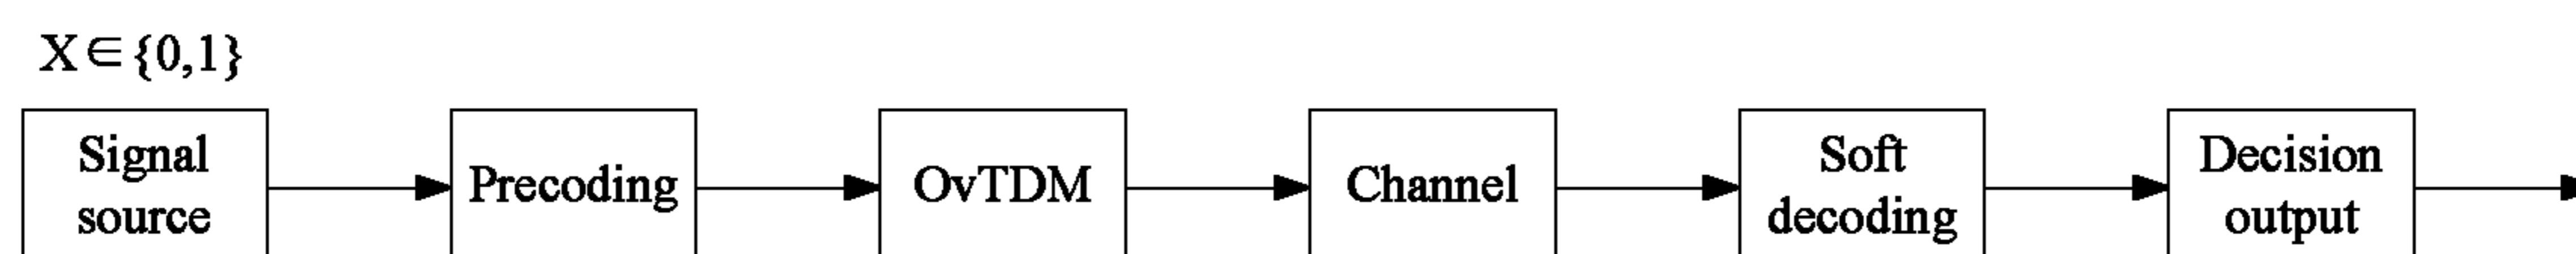 X∈{0,1}
Signal
source
Precoding
OvTDM
Channel
Soft
decoding
Decision
output